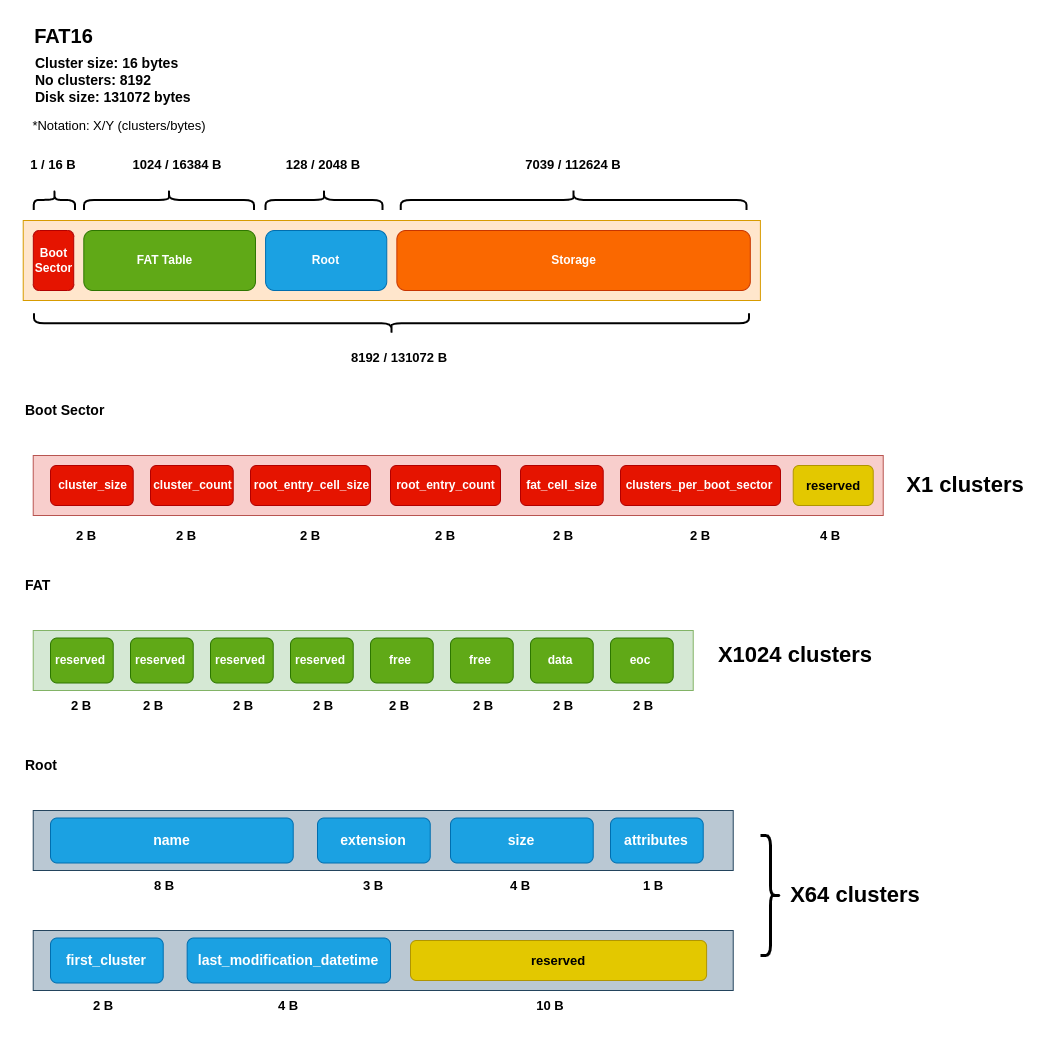 FAT16
Cluster size: 16 bytes
No clusters: 8192
Disk size: 131072 bytes
*Notation: X/Y (clusters/bytes)
1 / 16 B
1024 / 16384 B
128 / 2048 B
7039 / 112624 B
Boot
Sector
FAT Table
Root
Storage
8192 / 131072 B
Boot Sector
cluster_size
cluster_count
root_entry_cell_size
root_entry_count
fat_cell_size
clusters_per_boot_sector
reserved
X1 clusters
2 B
2 B
2 B
2 B
2 B
2 B
4 B
FAT
reserved
reserved
reserved
reserved
free
free
data
eoc
X1024 clusters
2 B
2 B
2 B
2 B
2 B
2 B
2 B
2 B
Root
name
extension
size
attributes
8 B
3 B
4 B
1 B
X64 clusters
first_cluster
last_modification_datetime
reserved
2 B
4 B
10 B